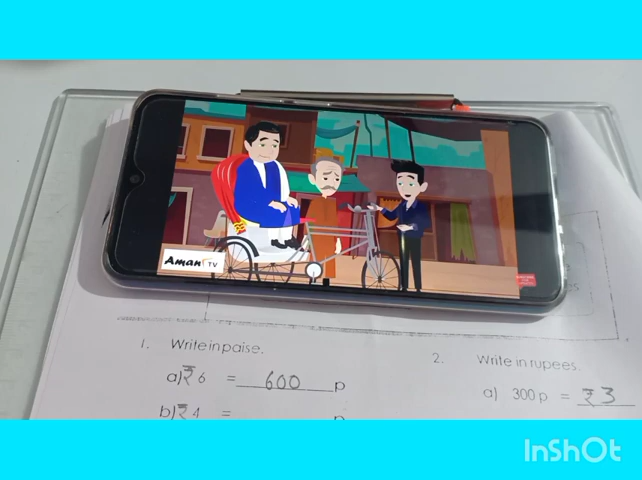 Aman TV
1. Write in paise.
a) ₹ 6 = 600 p
b) ₹ 4 = p
2. Write in rupees.
a) 300 p = ₹ 3
InShOt